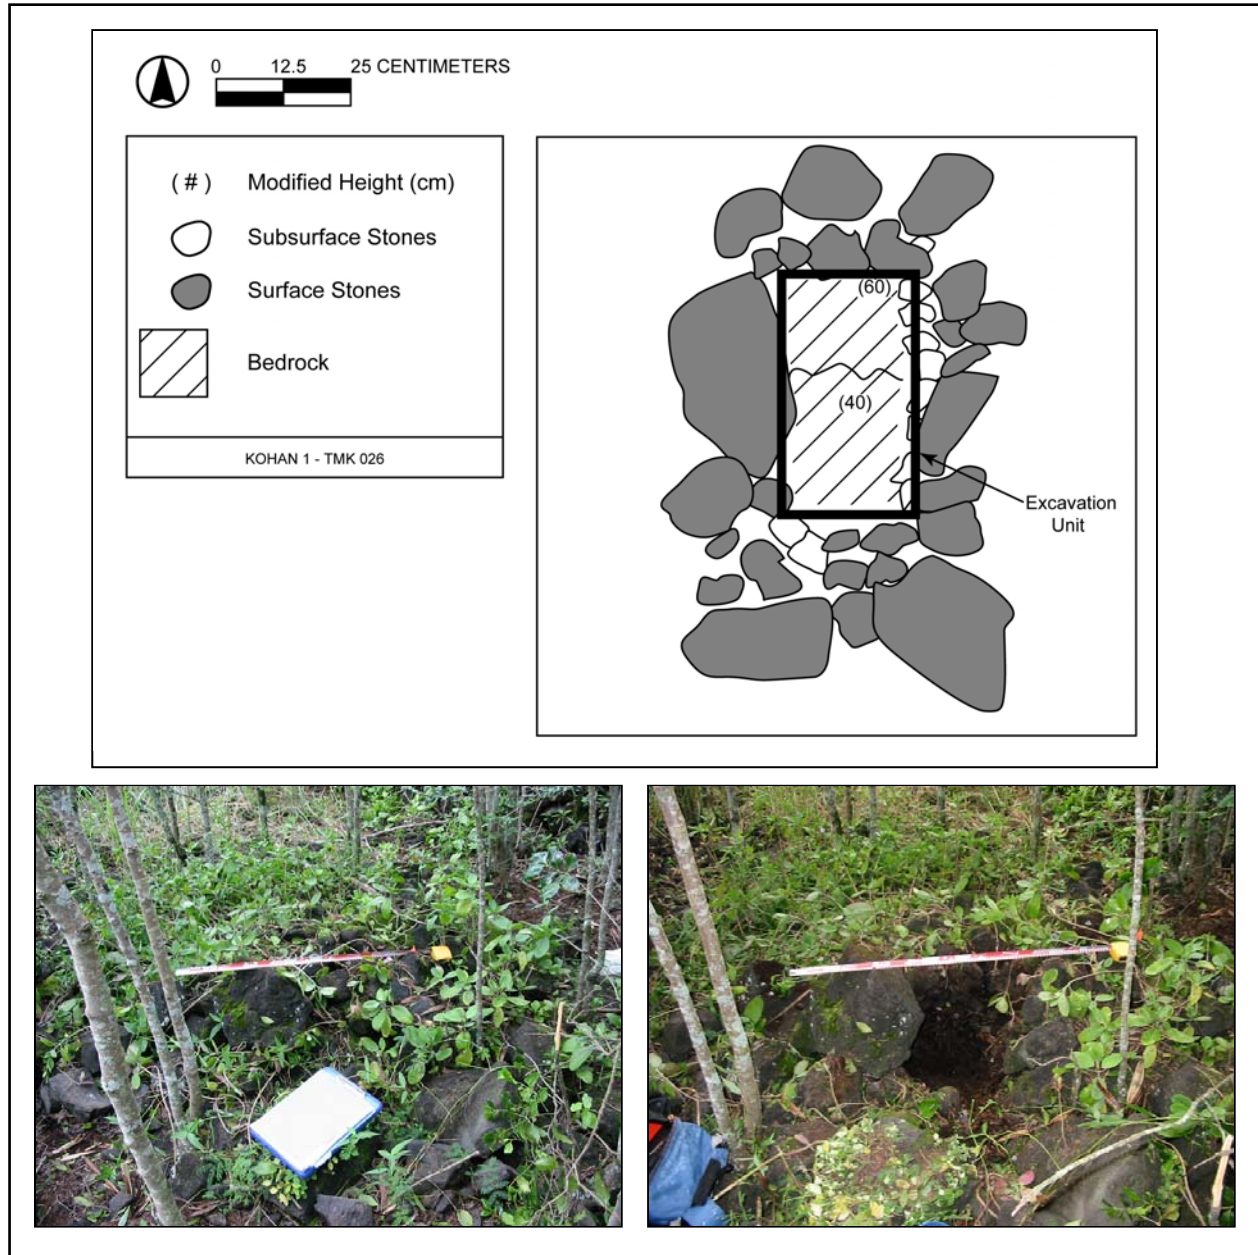 0 12.5 25 CENTIMETERS
( # ) Modified Height (cm)
Subsurface Stones
Surface Stones
Bedrock
KOHAN 1 - TMK 026
(60)
(40)
Excavation
Unit